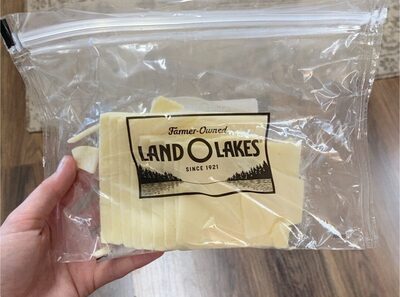 Farmer-Owned
LAND O LAKES®
SINCE 1921